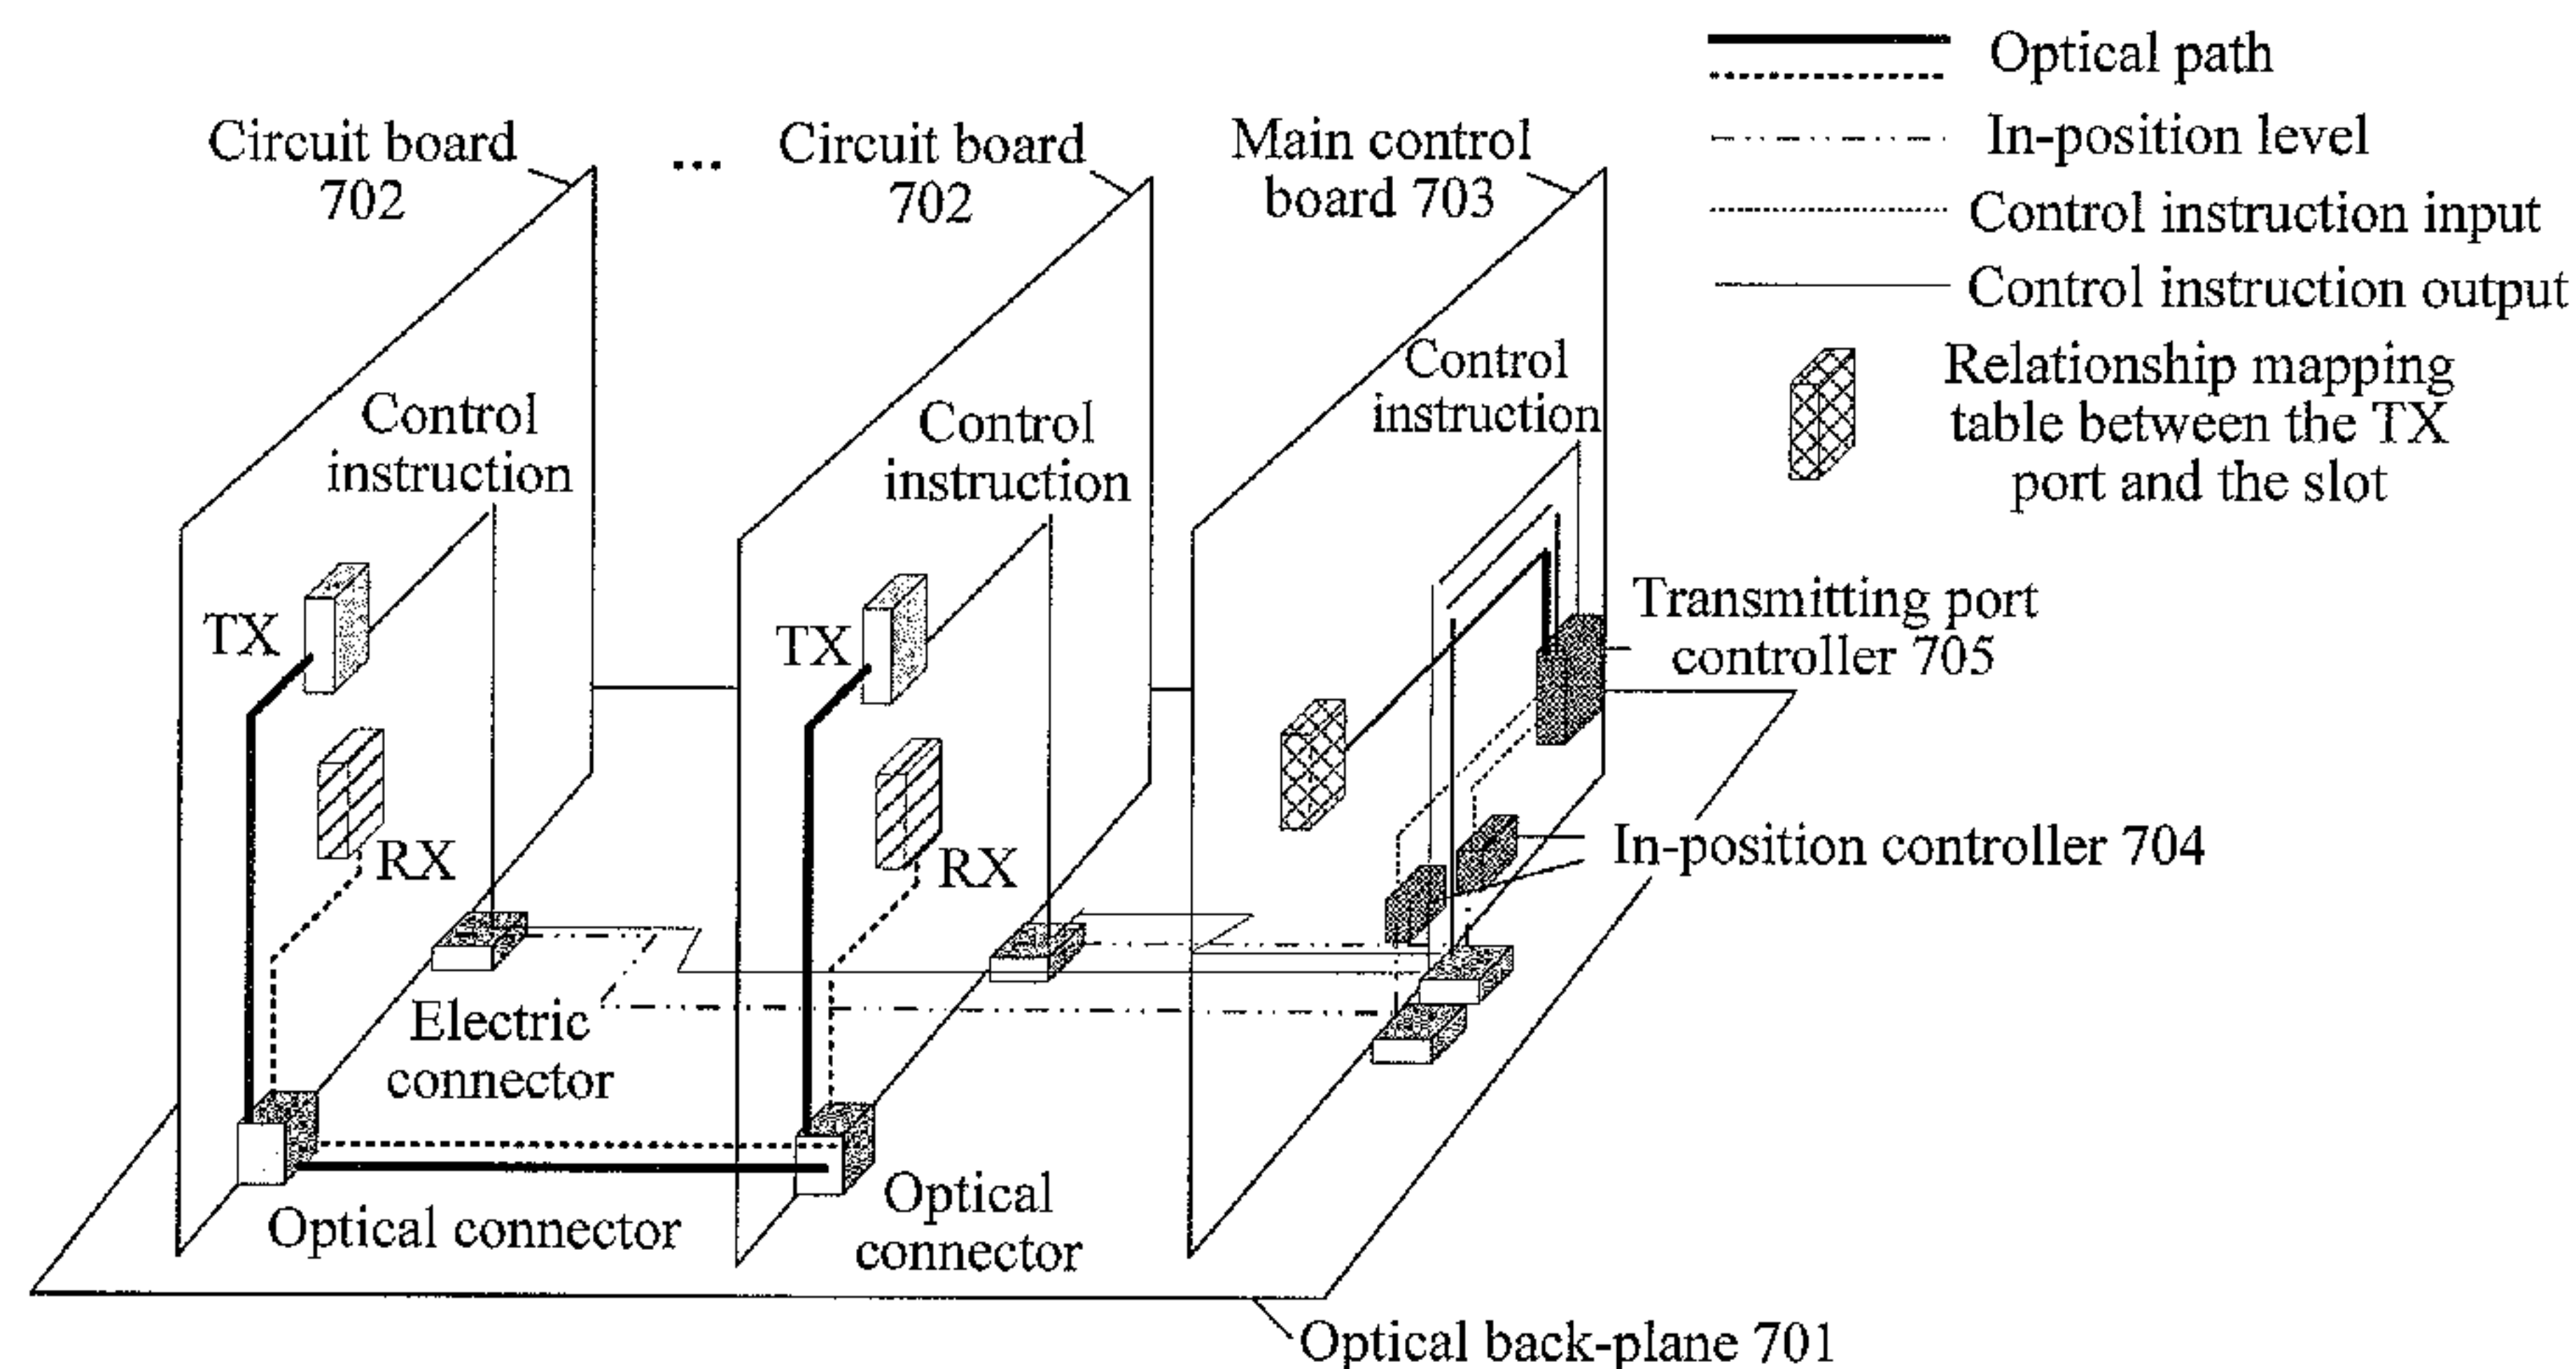 Optical path
In-position level
Control instruction input
Control instruction output
Relationship mapping
table between the TX
port and the slot
Circuit board
702
...
Circuit board
702
Main control
board 703
Control
instruction
Control
instruction
Control
instruction
TX
RX
TX
RX
Transmitting port
controller 705
In-position controller 704
Electric
connector
Optical connector
Optical
connector
Optical back-plane 701